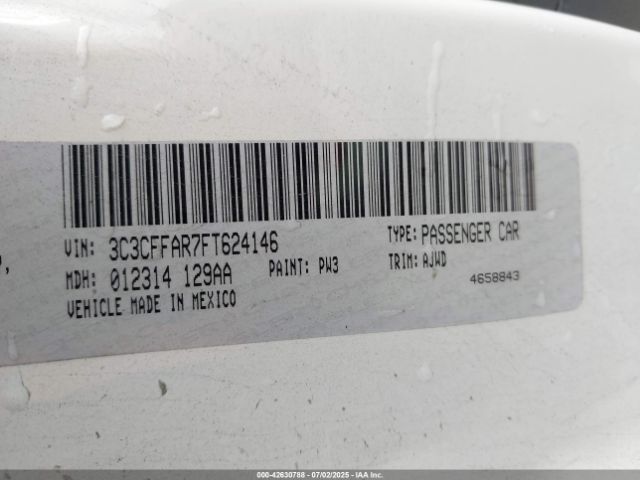 VIN: 3C3CFFAR7FT624146 TYPE: PASSENGER CAR
MDH: 012314 129AA PAINT: PW3 TRIM: AJWD
VEHICLE MADE IN MEXICO 4658843
000-42630788 - 07/02/2025 - IAA, Inc.